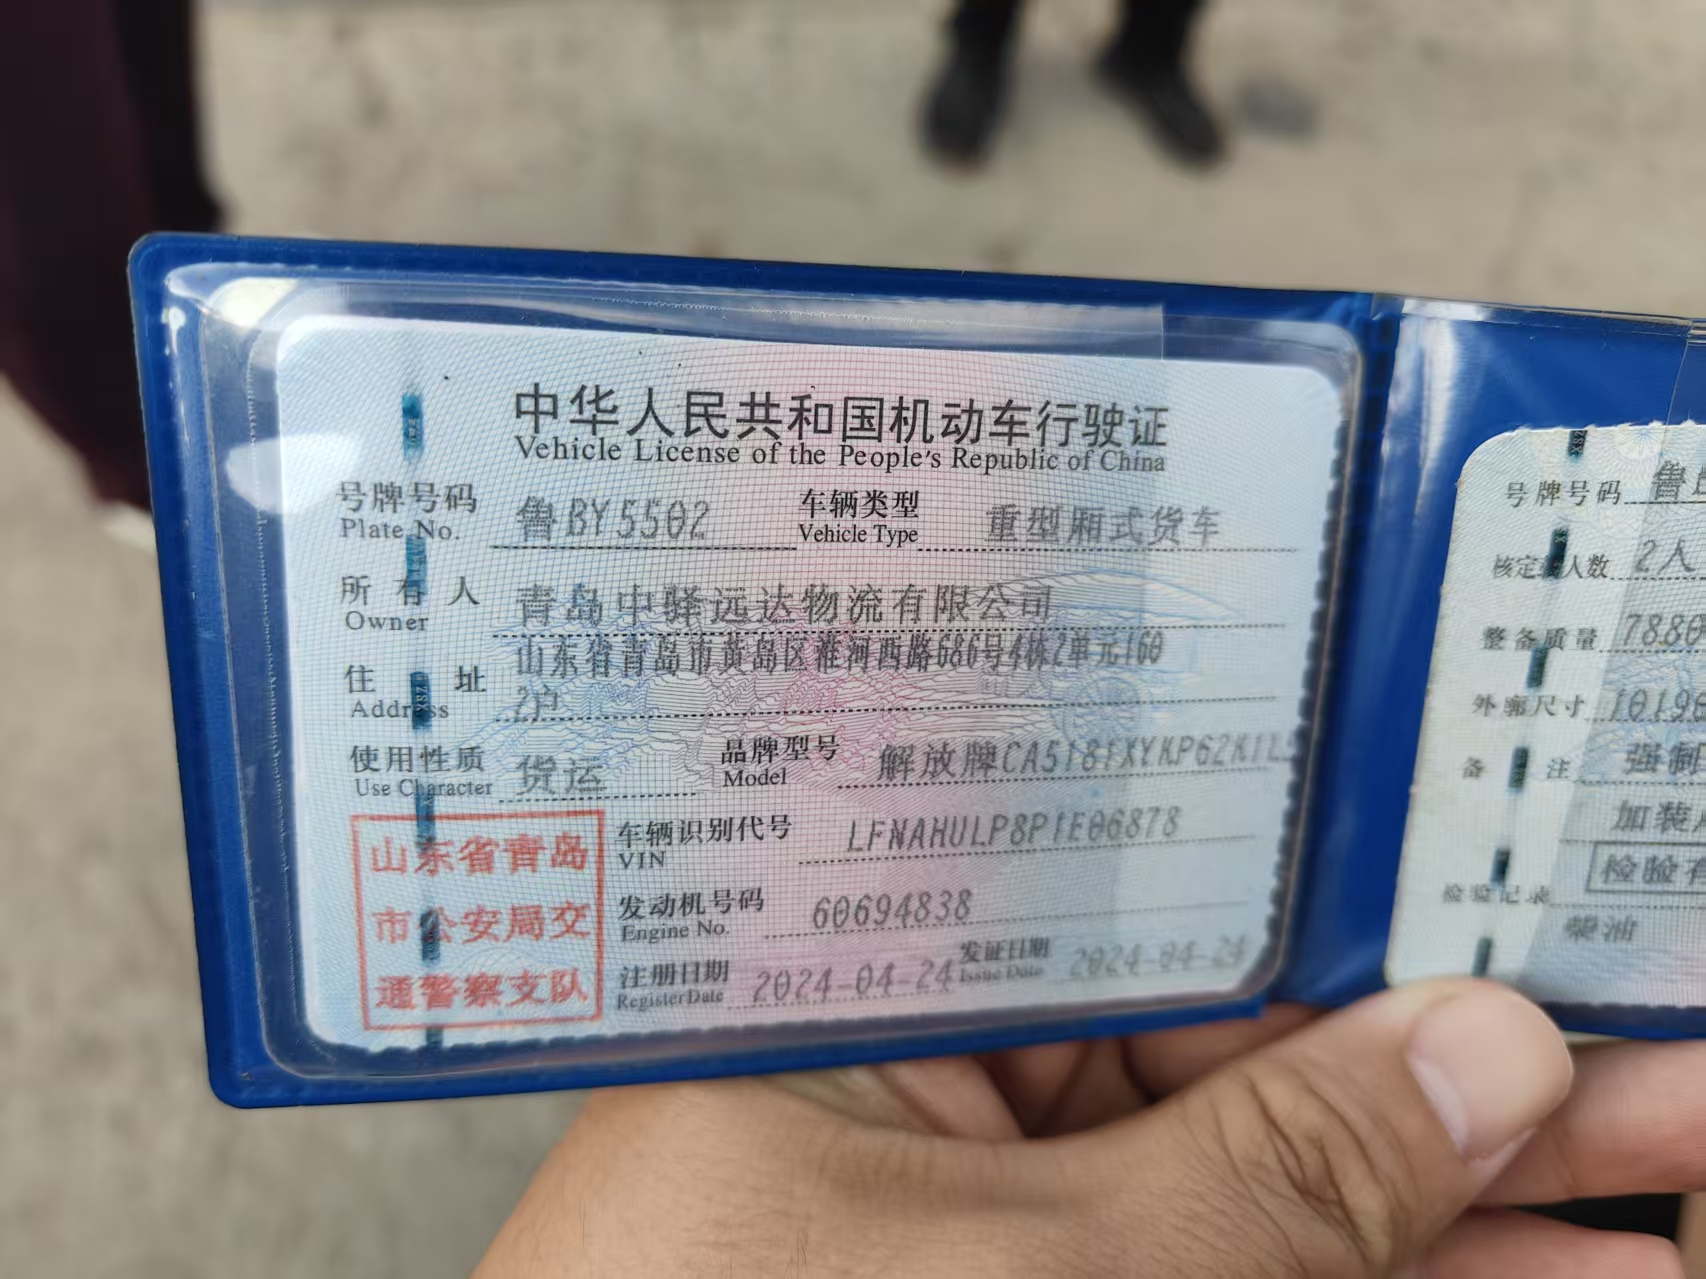 中华人民共和国机动车行驶证
Vehicle License of the People's Republic of China
号牌号码 鲁BY5502 车辆类型 重型厢式货车
Plate No. Vehicle Type
所有人 青岛中驿远达物流有限公司
Owner
住址 山东省青岛市黄岛区淮河西路686号4栋2单元160
Address 2户
使用性质 货运 品牌型号 解放牌CA5181XYKP62K1L
Use Character Model
山东省青岛
市公安局交
通警察支队
车辆识别代号 LFNAHULP8P1E06878
VIN
发动机号码 60694838
Engine No.
注册日期 2024-04-24 发证日期 2024-04-24
Register Date Issue Date
号牌号码 鲁
核定载人数 2人
整备质量 788
外廓尺寸 1019
备注 强制
加装
检验有
检验记录
柴油